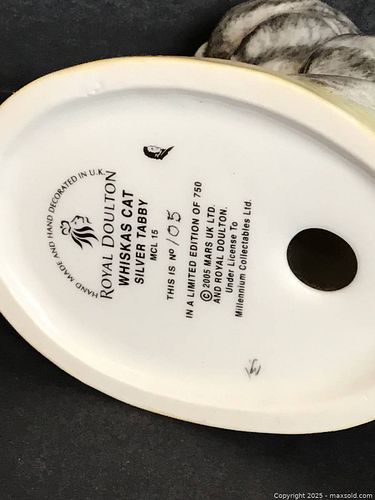 HAND MADE AND HAND DECORATED IN U.K.
ROYAL DOULTON
WHISKAS CAT
SILVER TABBY
MCL 15
THIS IS Nº 105
IN A LIMITED EDITION OF 750
© 2005 MARS UK LTD.
AND ROYAL DOULTON.
Under License To
Millennium Collectables Ltd.
Copyright 2025 - maxsold.com